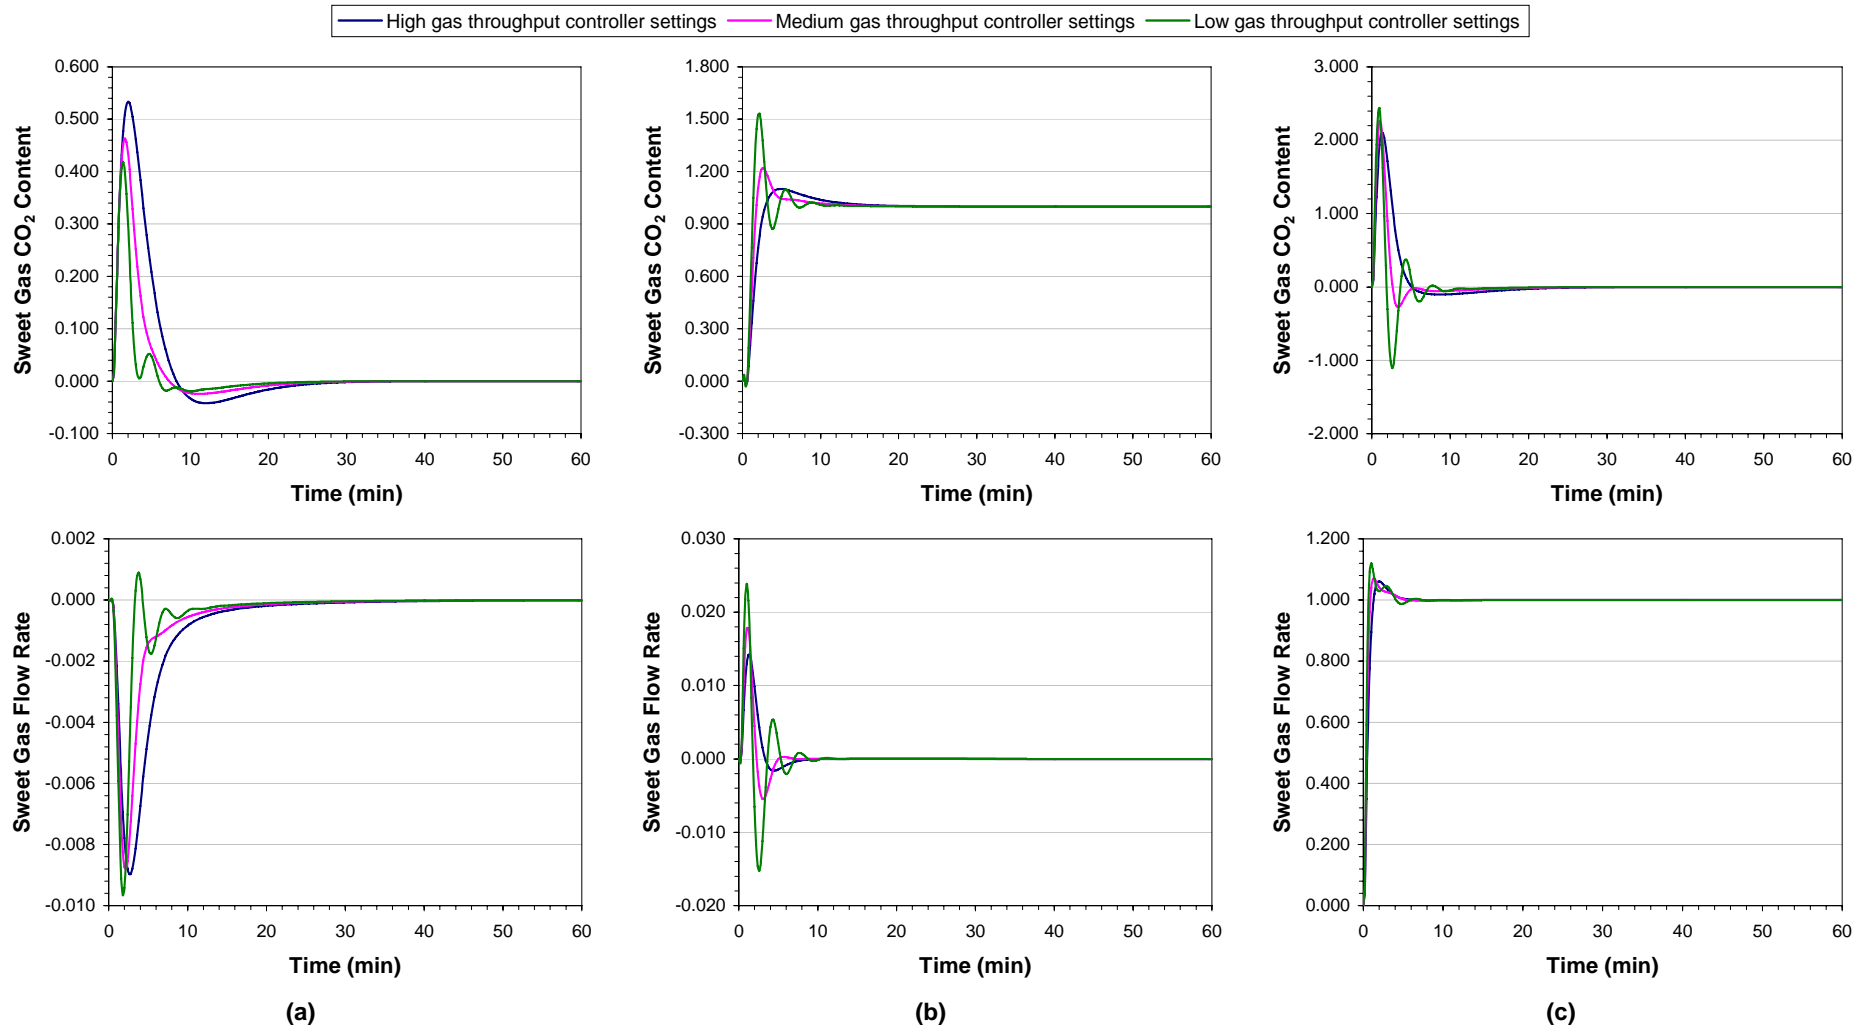 High gas throughput controller settings Medium gas throughput controller settings Low gas throughput controller settings
0.600
0.500
0.400
0.300
0.200
0.100
0.000
-0.100
0 10 20 30 40 50 60
Time (min)
Sweet Gas CO₂ Content
1.800
1.500
1.200
0.900
0.600
0.300
0.000
-0.300
0 10 20 30 40 50 60
Time (min)
Sweet Gas CO₂ Content
3.000
2.000
1.000
0.000
-1.000
-2.000
0 10 20 30 40 50 60
Time (min)
Sweet Gas CO₂ Content
0.002
0.000
-0.002
-0.004
-0.006
-0.008
-0.010
0 10 20 30 40 50 60
Time (min)
Sweet Gas Flow Rate
0.030
0.020
0.010
0.000
-0.010
-0.020
0 10 20 30 40 50 60
Time (min)
Sweet Gas Flow Rate
1.200
1.000
0.800
0.600
0.400
0.200
0.000
0 10 20 30 40 50 60
Time (min)
Sweet Gas Flow Rate
(a) (b) (c)